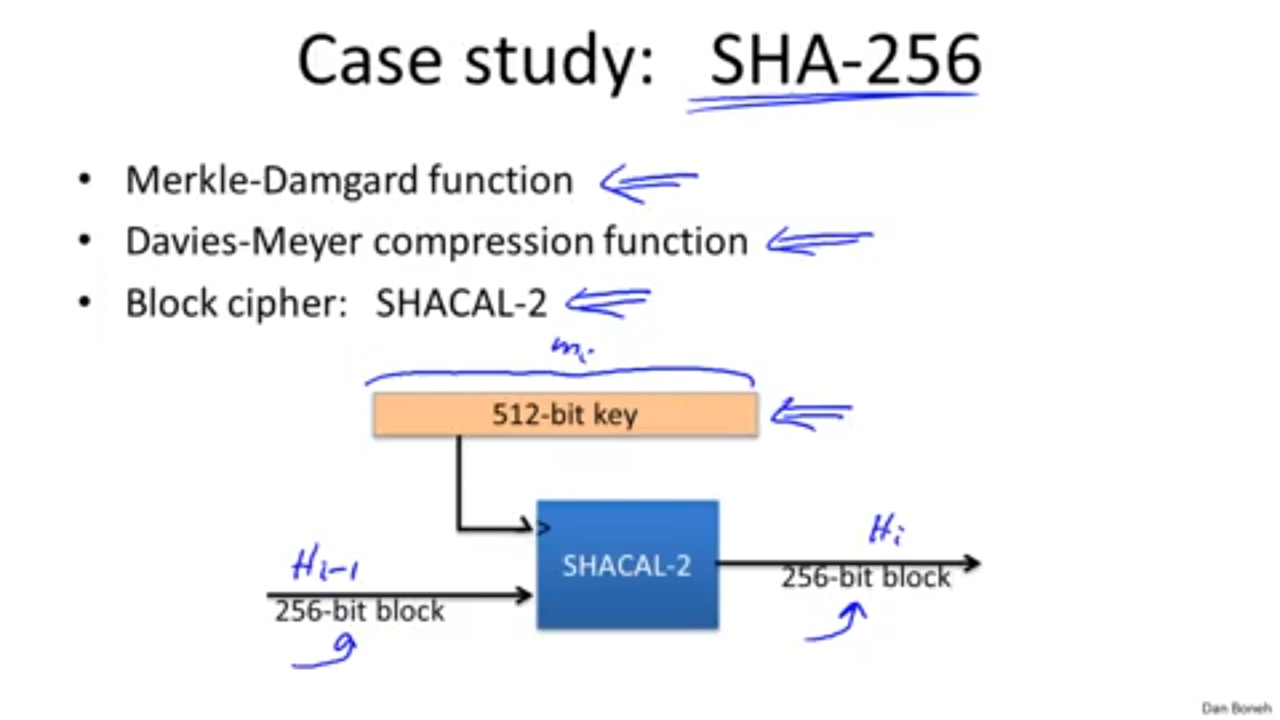 Case study: SHA-256
• Merkle-Damgard function
• Davies-Meyer compression function
• Block cipher: SHACAL-2
mᵢ
512-bit key
>
SHACAL-2
Hᵢ₋₁
256-bit block
Hᵢ
256-bit block
Dan Boneh